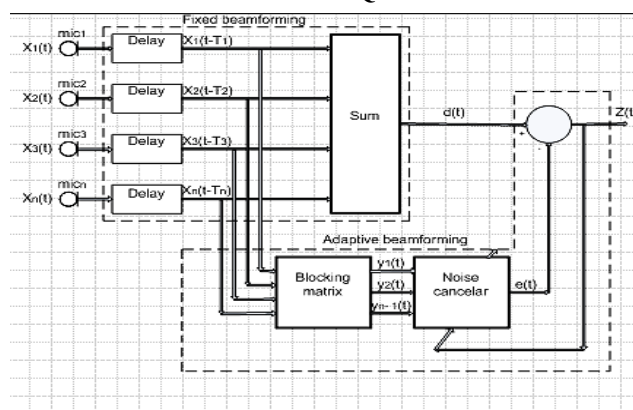 Fixed beamforming
mic1
X1(t)
Delay
X1(t-T1)
mic2
X2(t)
Delay
X2(t-T2)
mic3
X3(t)
Delay
X3(t-T3)
micn
Xn(t)
Delay
Xn(t-Tn)
Sum
d(t)
+
-
Z(t
Adaptive beamforming
Blocking
matrix
y1(t)
y2(t)
yn-1(t)
Noise
cancelar
e(t)